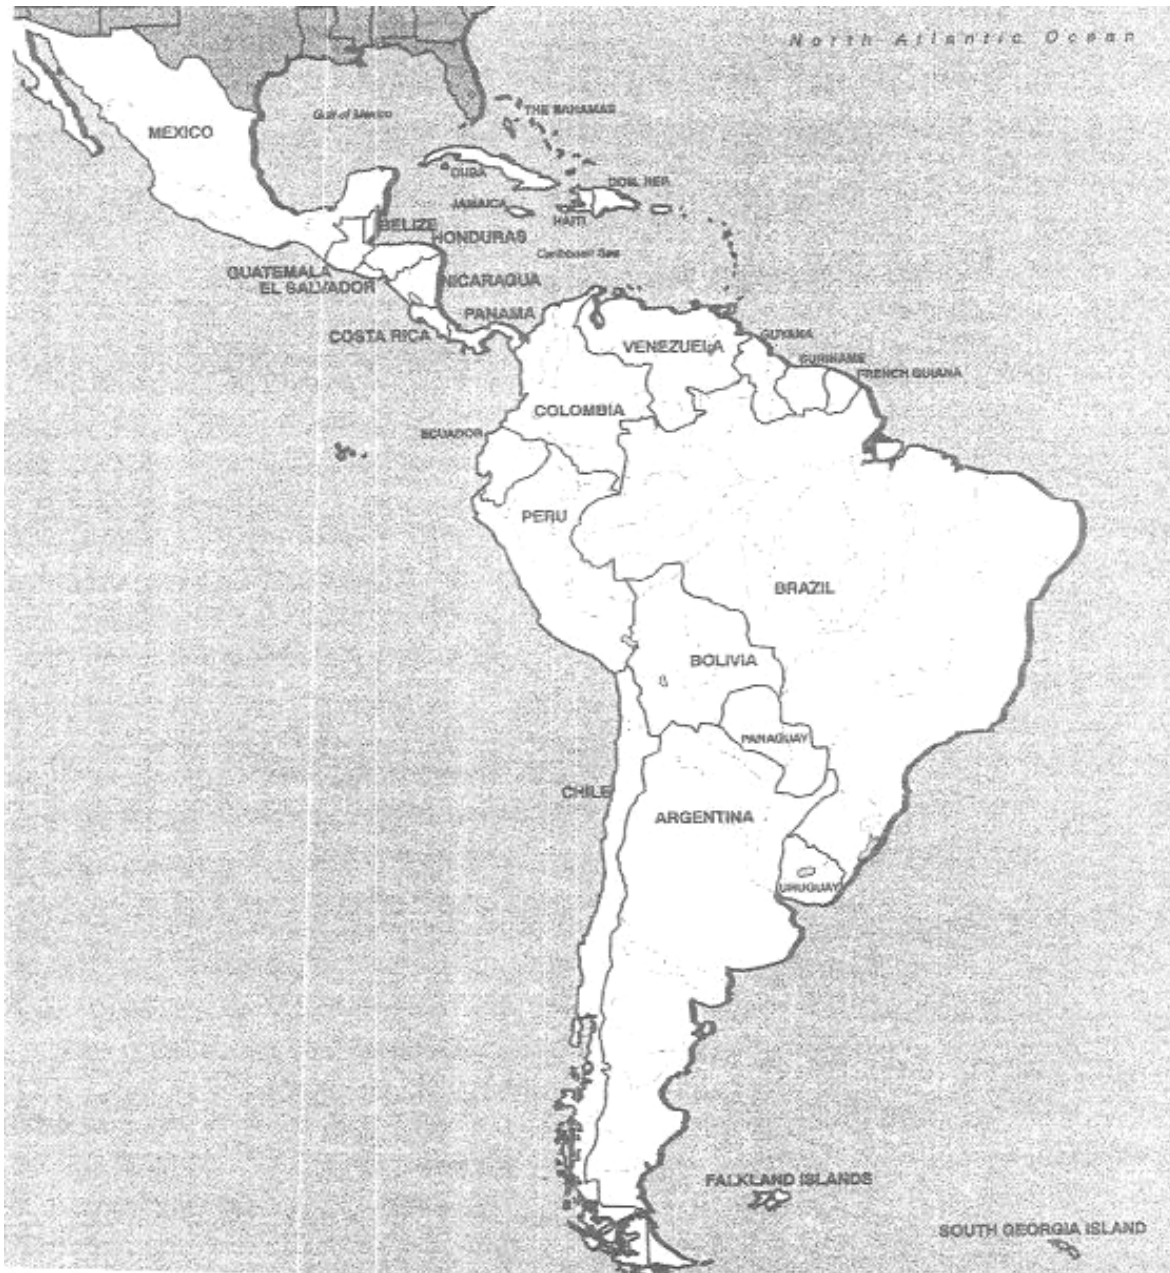 North Atlantic Ocean
THE BAHAMAS
Gulf of Mexico
MEXICO
CUBA
DOM. REP.
JAMAICA
HAITI
BELIZE
HONDURAS
Caribbean Sea
GUATEMALA
EL SALVADOR
NICARAGUA
PANAMA
COSTA RICA
VENEZUELA
GUYANA
SURINAME
FRENCH GUIANA
COLOMBIA
ECUADOR
PERU
BRAZIL
BOLIVIA
PANAGUAY
CHILE
ARGENTINA
URUGUAY
FALKLAND ISLANDS
SOUTH GEORGIA ISLAND